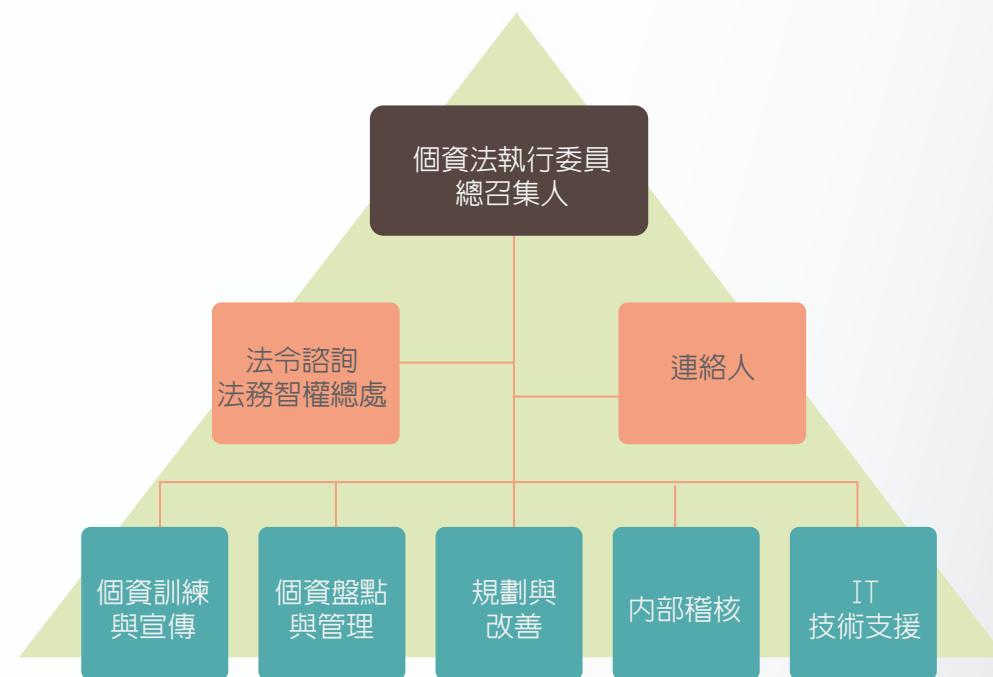 個資法執行委員
總召集人
法令諮詢
法務智權總處
連絡人
個資訓練
與宣傳
個資盤點
與管理
規劃與
改善
內部稽核
IT
技術支援